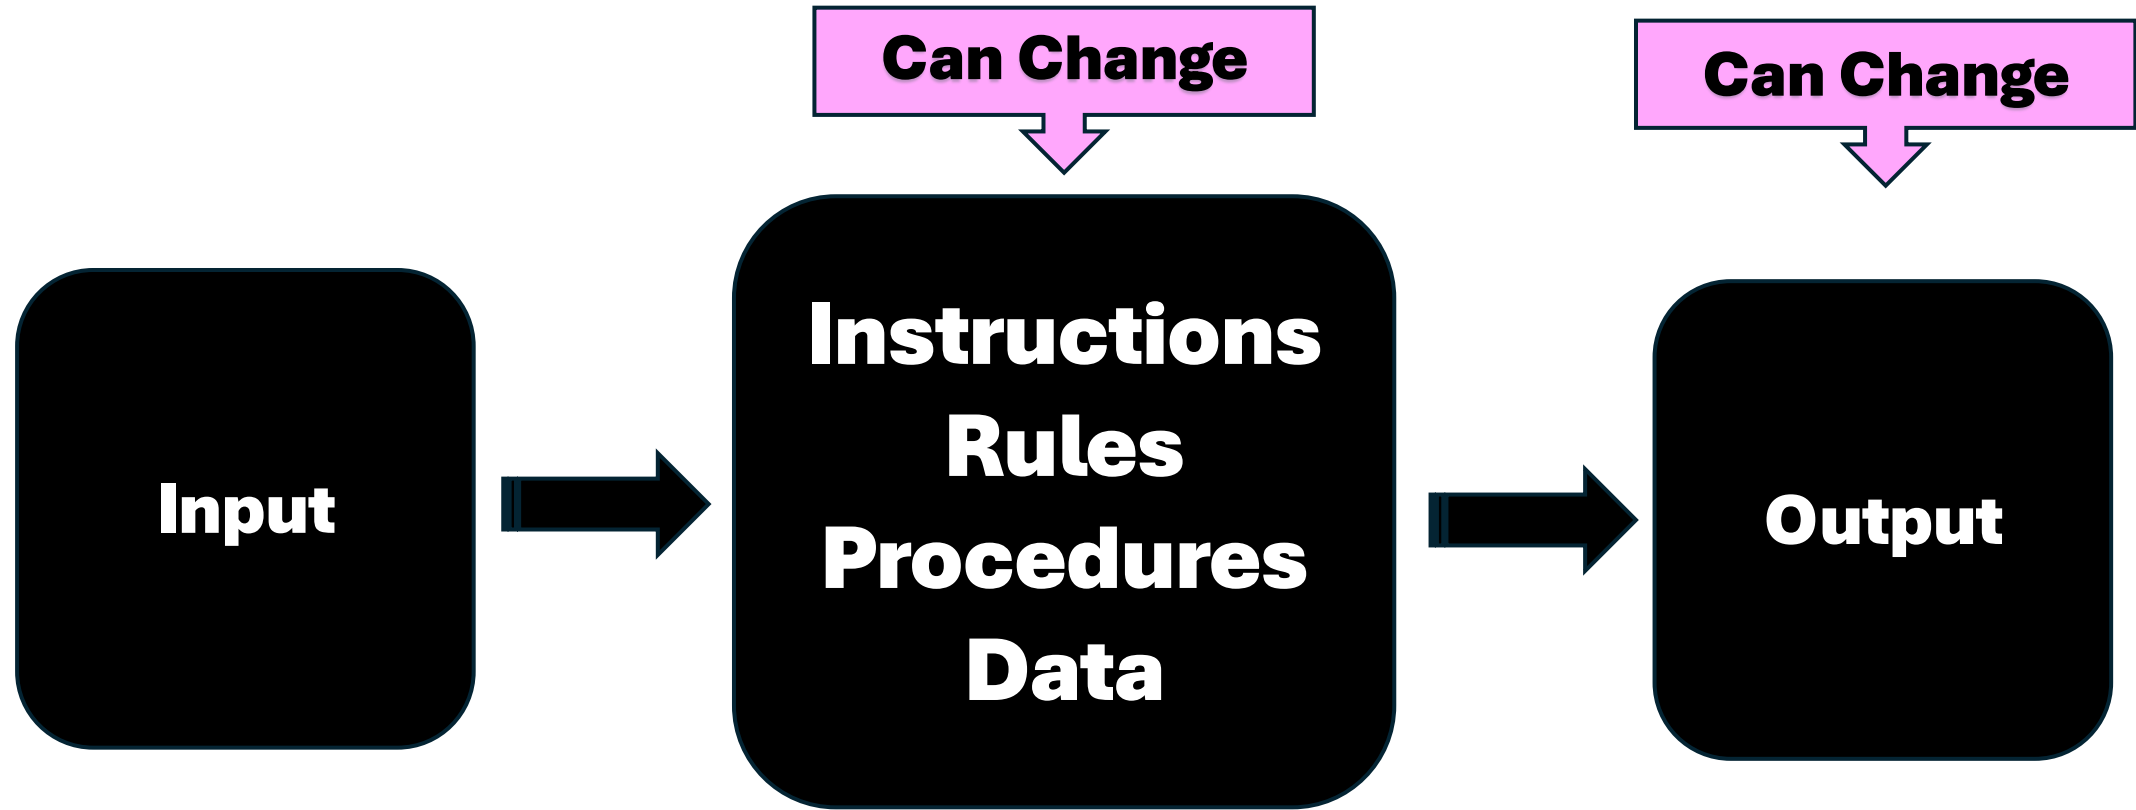 Can Change
Can Change
Input
Instructions
Rules
Procedures
Data
Output